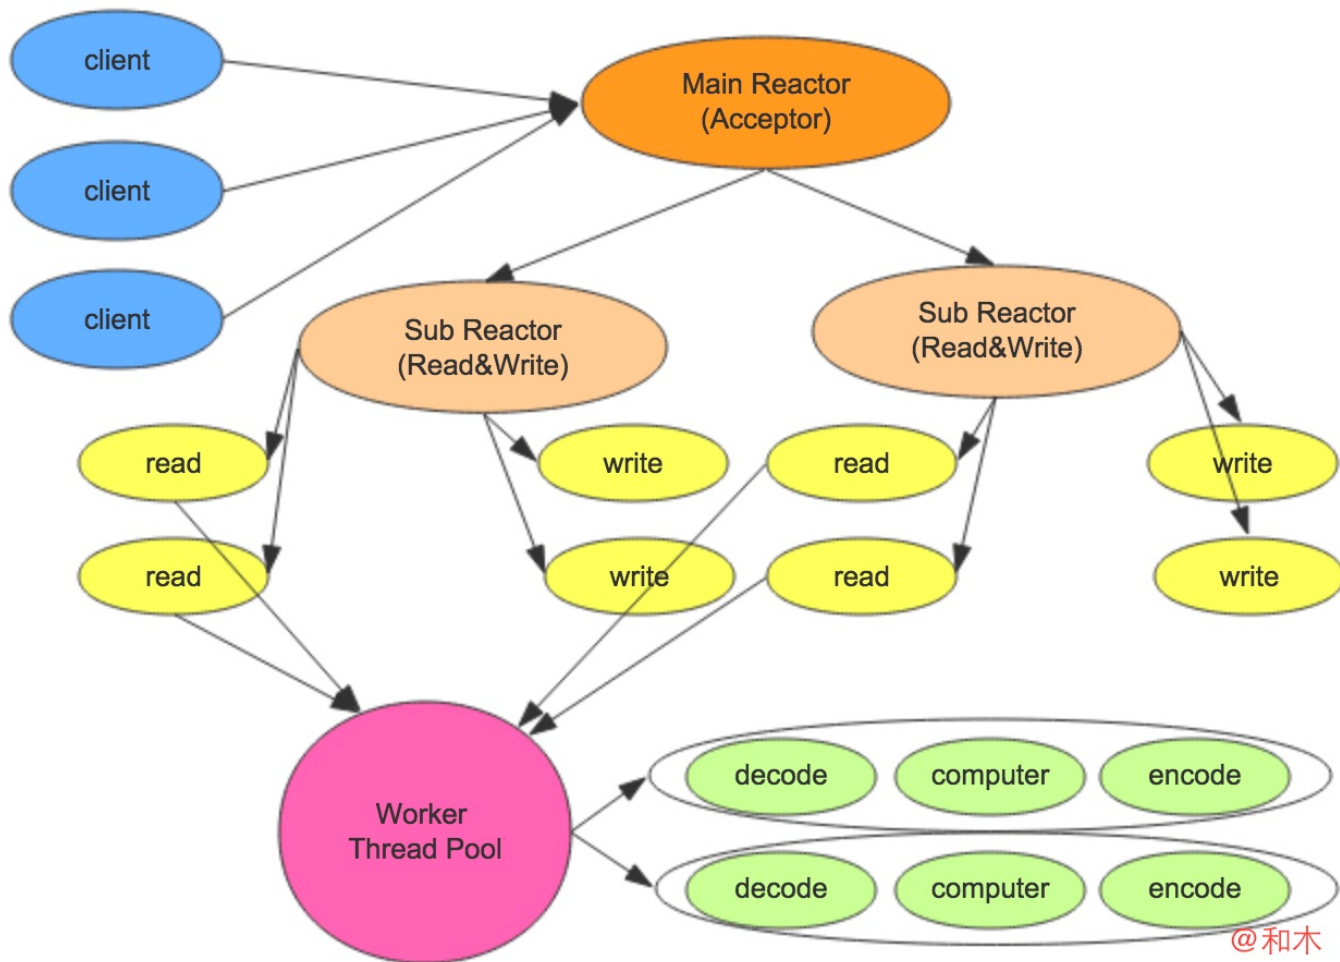 client
Main Reactor
(Acceptor)
client
client
Sub Reactor
(Read&Write)
Sub Reactor
(Read&Write)
read
write
read
write
read
write
read
write
Worker
Thread Pool
decode
computer
encode
decode
computer
encode
@和木